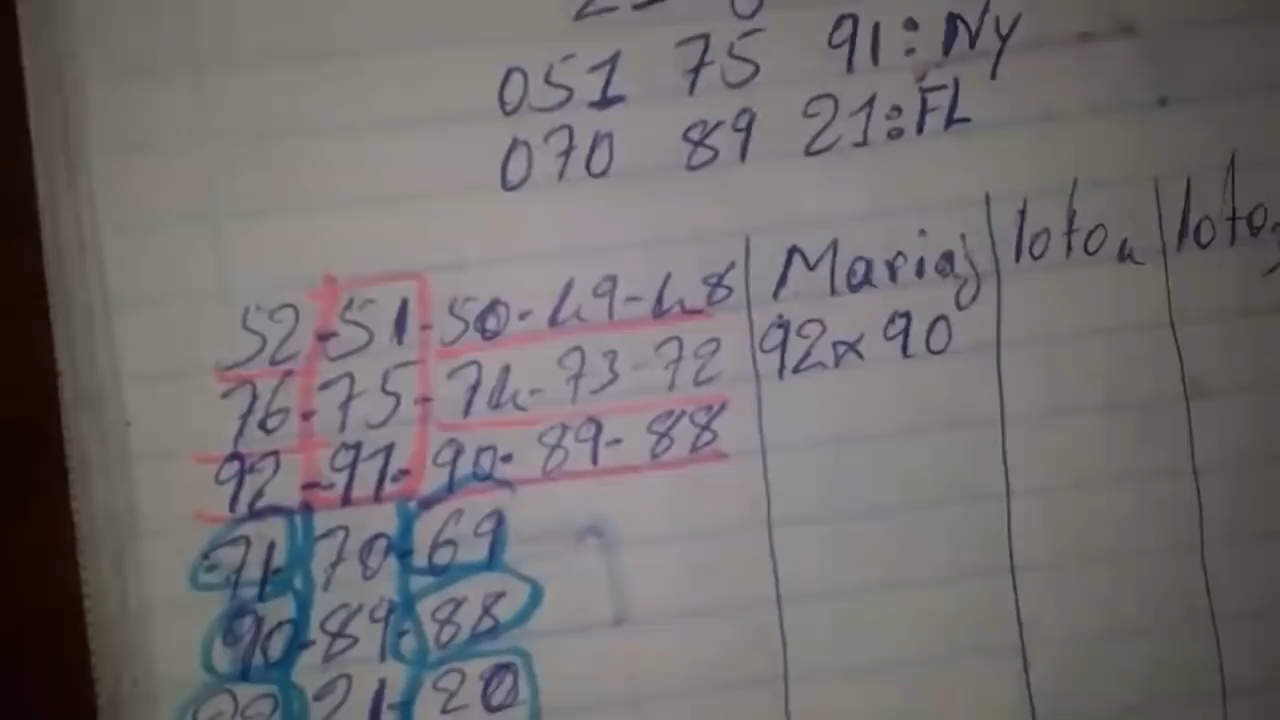 051 75 91: Ny
070 89 21: FL
Mariaj loto4 loto
52-51-50-49-48
92x90
76-75-74-73-72
92-91-90-89-88
71-70-69
90-89-88
21-20